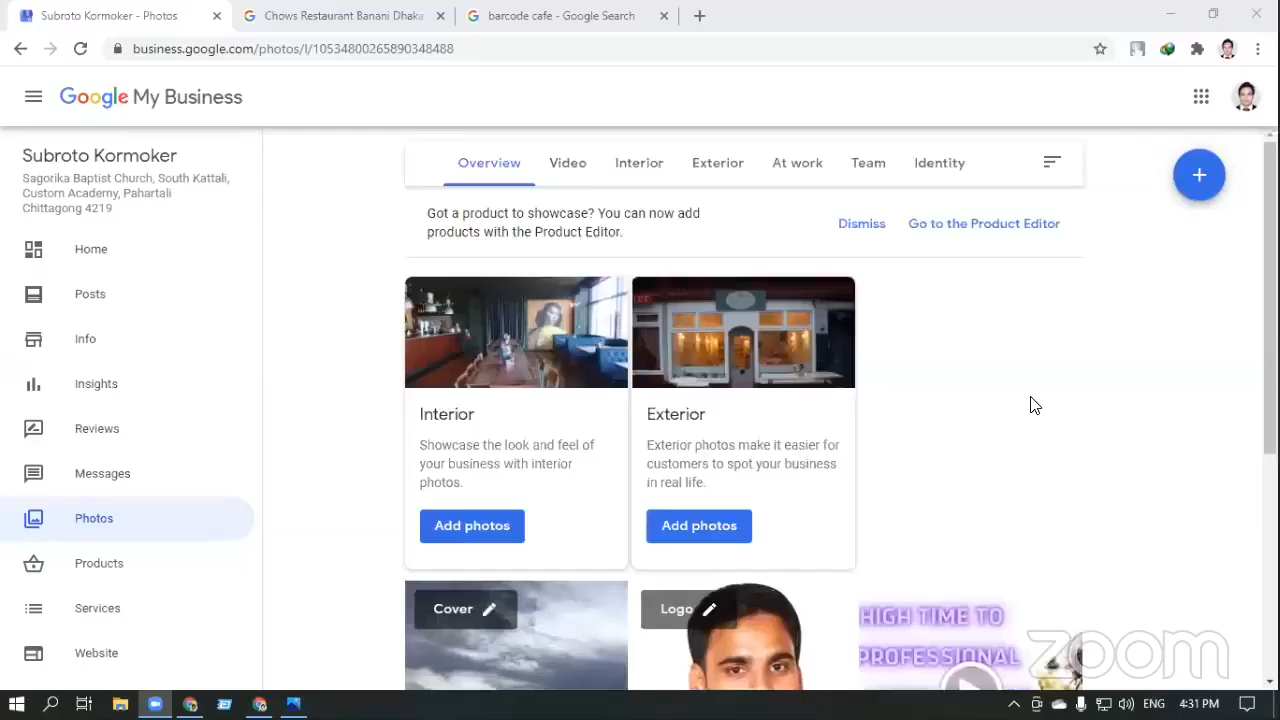 Subroto Kormoker - Photos
Chows Restaurant Banani Dhaka
barcode cafe - Google Search
business.google.com/photos/l/10534800265890348488
Google My Business
Subroto Kormoker
Sagorika Baptist Church, South Kattali,
Custom Academy, Pahartali
Chittagong 4219
Home
Posts
Info
Insights
Reviews
Messages
Photos
Products
Services
Website
Overview
Video
Interior
Exterior
At work
Team
Identity
Got a product to showcase? You can now add
products with the Product Editor.
Dismiss
Go to the Product Editor
Interior
Showcase the look and feel of
your business with interior
photos.
Add photos
Exterior
Exterior photos make it easier for
customers to spot your business
in real life.
Add photos
Cover
Logo
HIGH TIME TO
PROFESSIONAL
zoom
ENG
4:31 PM